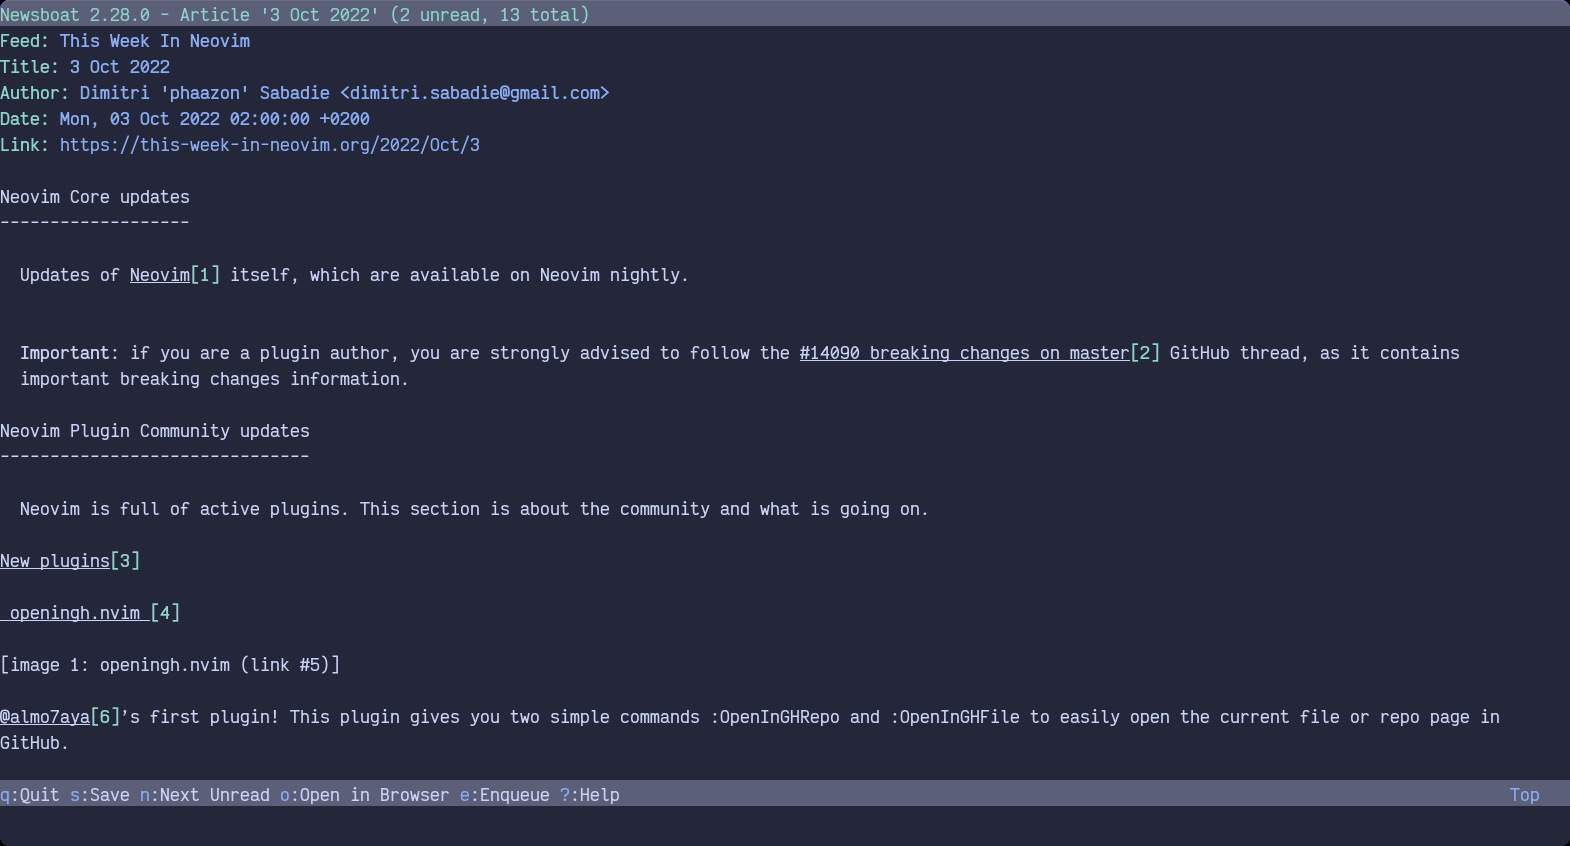 Newsboat 2.28.0 - Article '3 Oct 2022' (2 unread, 13 total)
Feed: This Week In Neovim
Title: 3 Oct 2022
Author: Dimitri 'phaazon' Sabadie <dimitri.sabadie@gmail.com>
Date: Mon, 03 Oct 2022 02:00:00 +0200
Link: https://this-week-in-neovim.org/2022/Oct/3
Neovim Core updates
-------------------
Updates of Neovim[1] itself, which are available on Neovim nightly.
Important: if you are a plugin author, you are strongly advised to follow the #14090 breaking changes on master[2] GitHub thread, as it contains
important breaking changes information.
Neovim Plugin Community updates
-------------------------------
Neovim is full of active plugins. This section is about the community and what is going on.
New plugins[3]
openingh.nvim [4]
[image 1: openingh.nvim (link #5)]
@almo7aya[6]’s first plugin! This plugin gives you two simple commands :OpenInGHRepo and :OpenInGHFile to easily open the current file or repo page in
GitHub.
q:Quit s:Save n:Next Unread o:Open in Browser e:Enqueue ?:Help Top